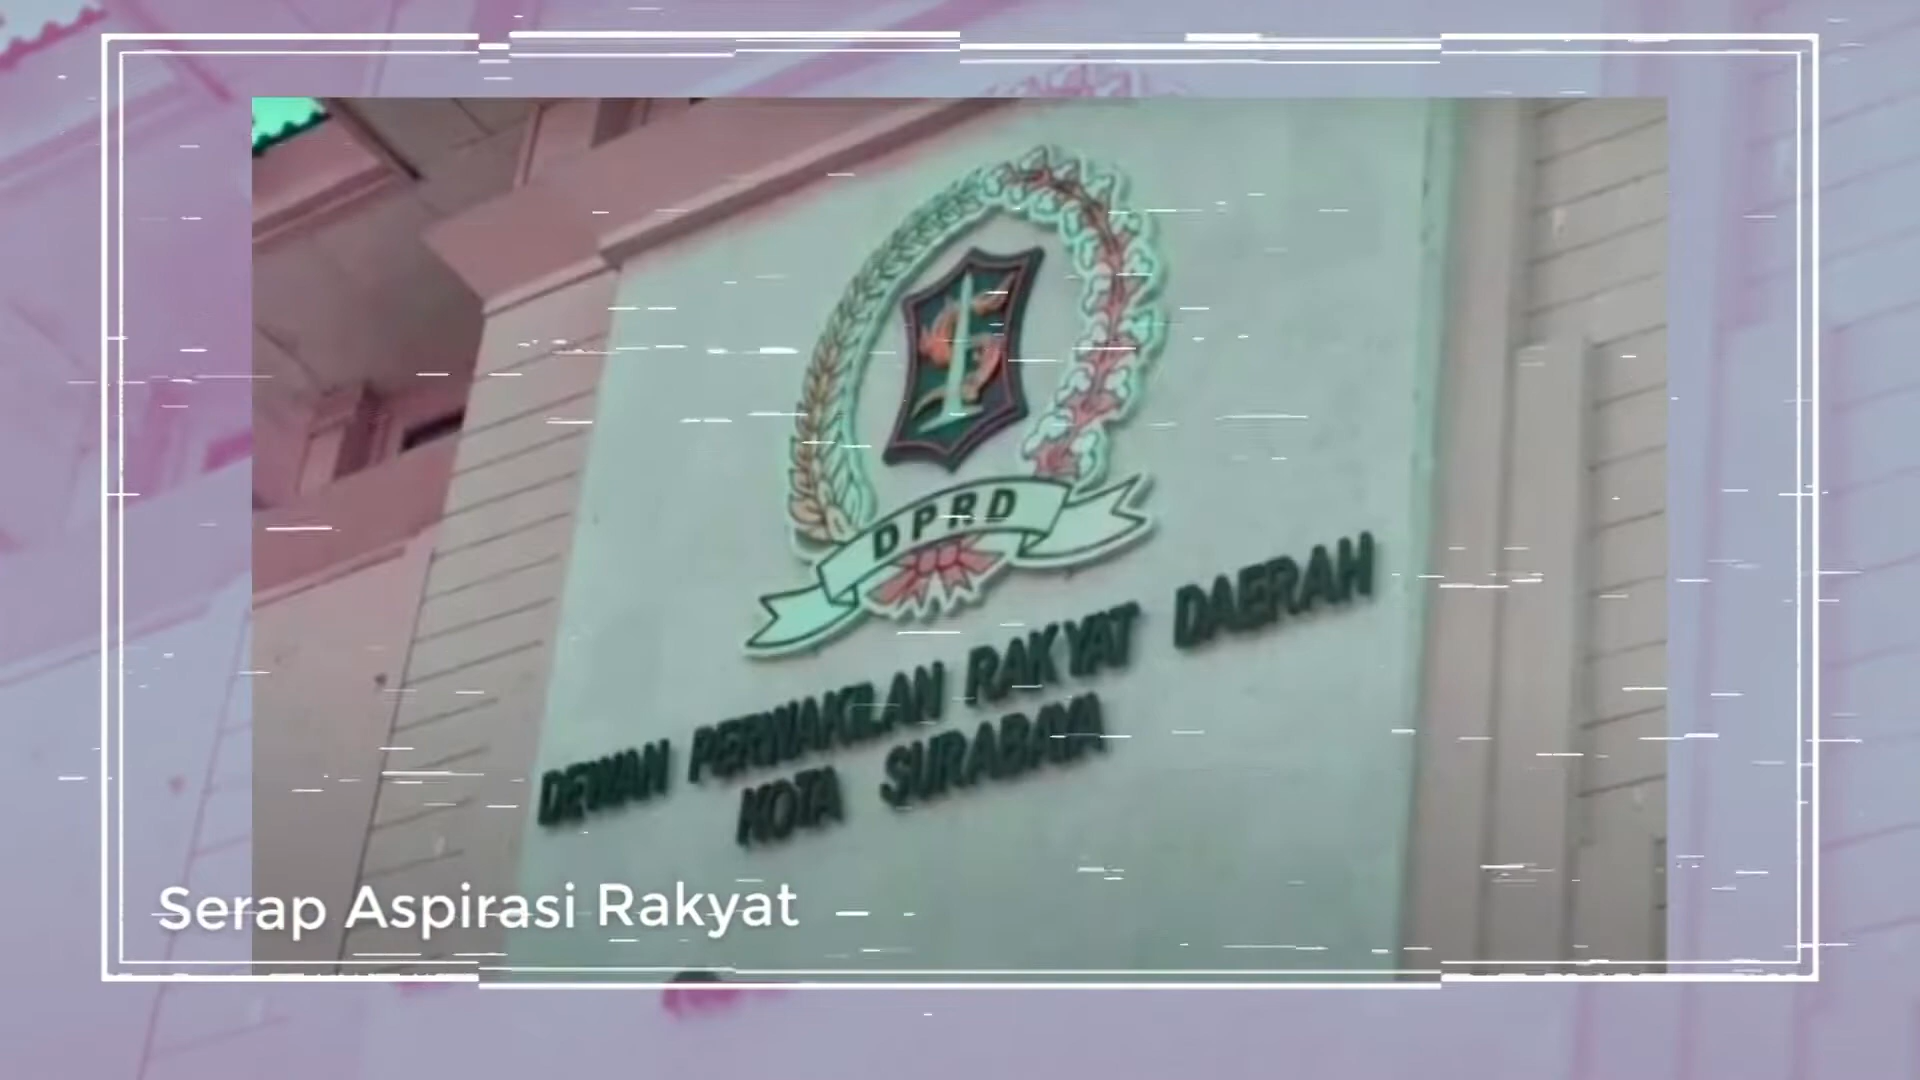 DPRD
DEWAN PERWAKILAN RAKYAT DAERAH
KOTA SURABAYA
Serap Aspirasi Rakyat